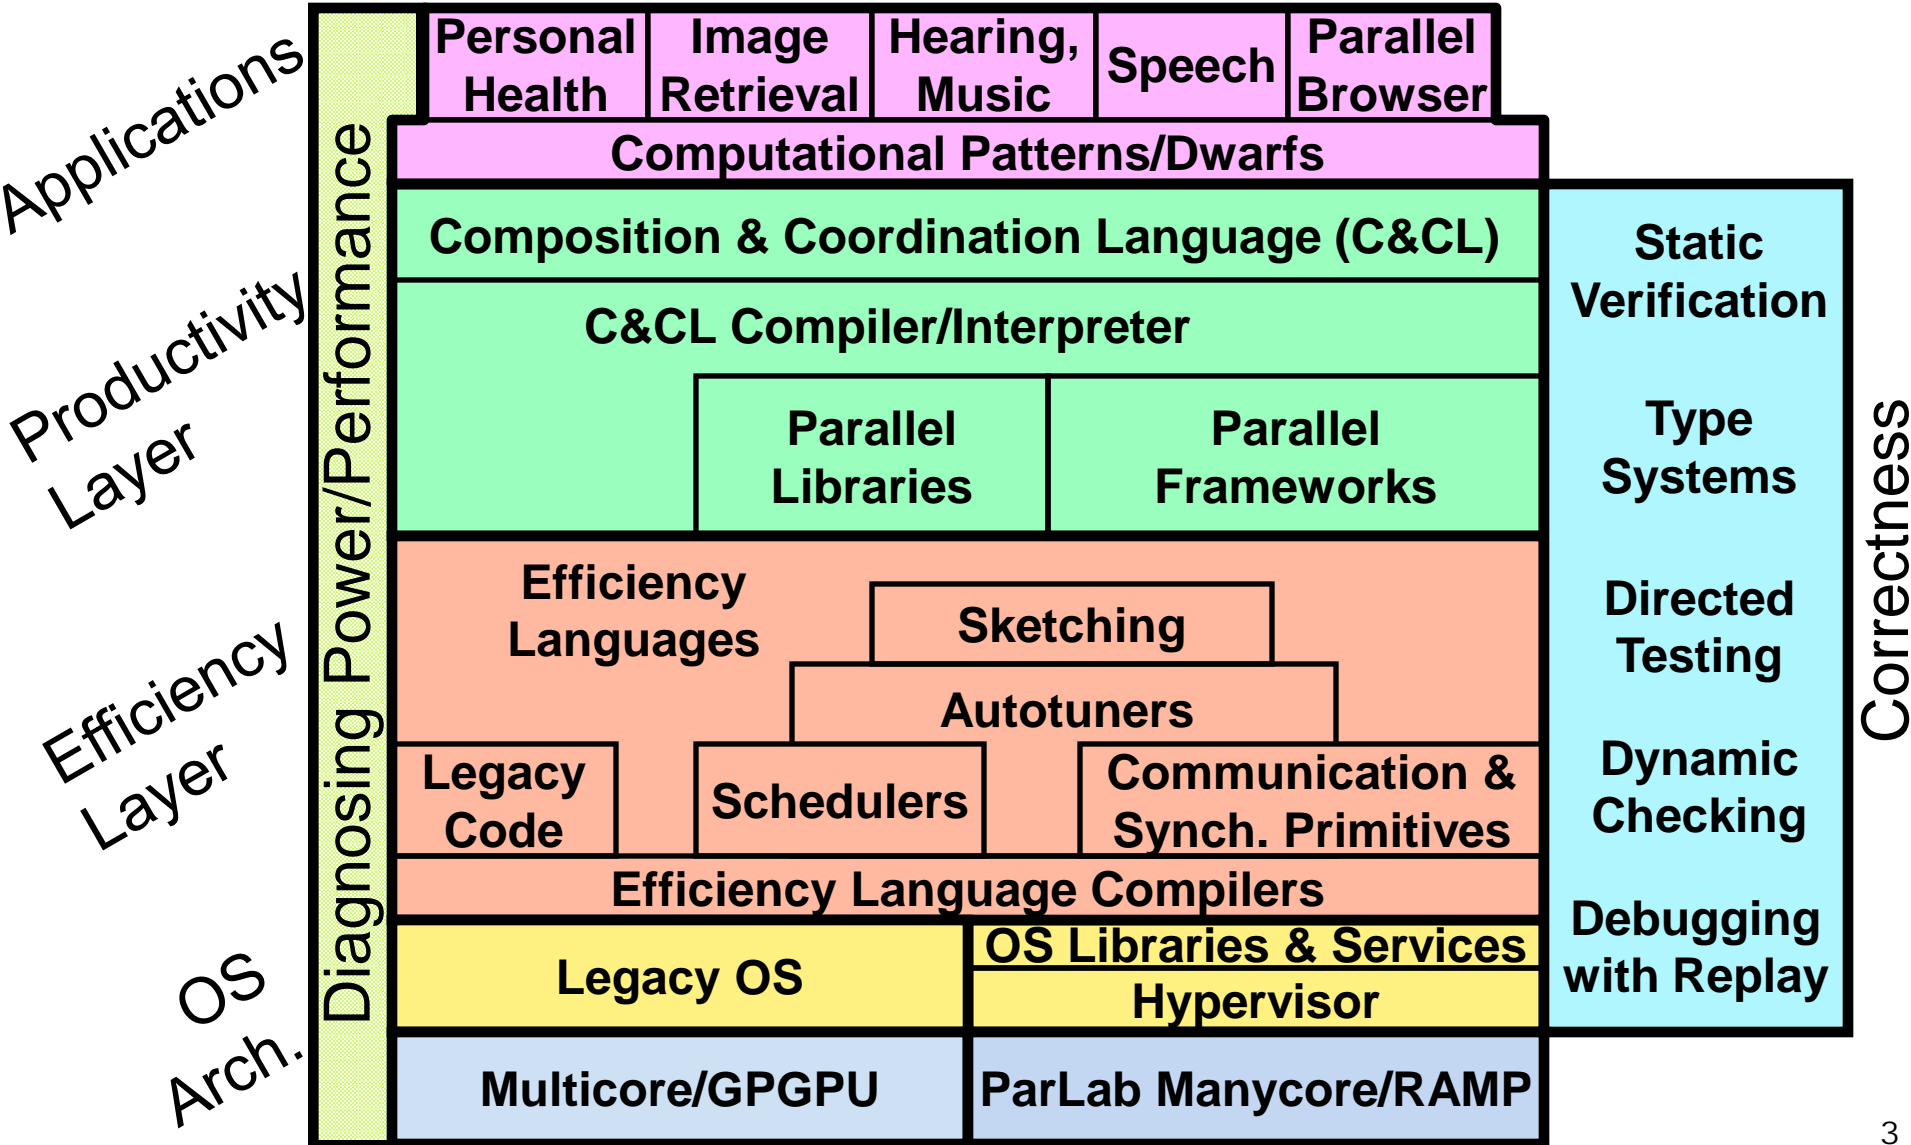 Applications
Productivity
Layer
Efficiency
Layer
OS
Arch.
Diagnosing Power/Performance
Personal
Health
Image
Retrieval
Hearing,
Music
Speech
Parallel
Browser
Computational Patterns/Dwarfs
Composition & Coordination Language (C&CL)
C&CL Compiler/Interpreter
Parallel
Libraries
Parallel
Frameworks
Efficiency
Languages
Sketching
Autotuners
Legacy
Code
Schedulers
Communication &
Synch. Primitives
Efficiency Language Compilers
Legacy OS
OS Libraries & Services
Hypervisor
Multicore/GPGPU
ParLab Manycore/RAMP
Static
Verification
Type
Systems
Directed
Testing
Dynamic
Checking
Debugging
with Replay
Correctness
3